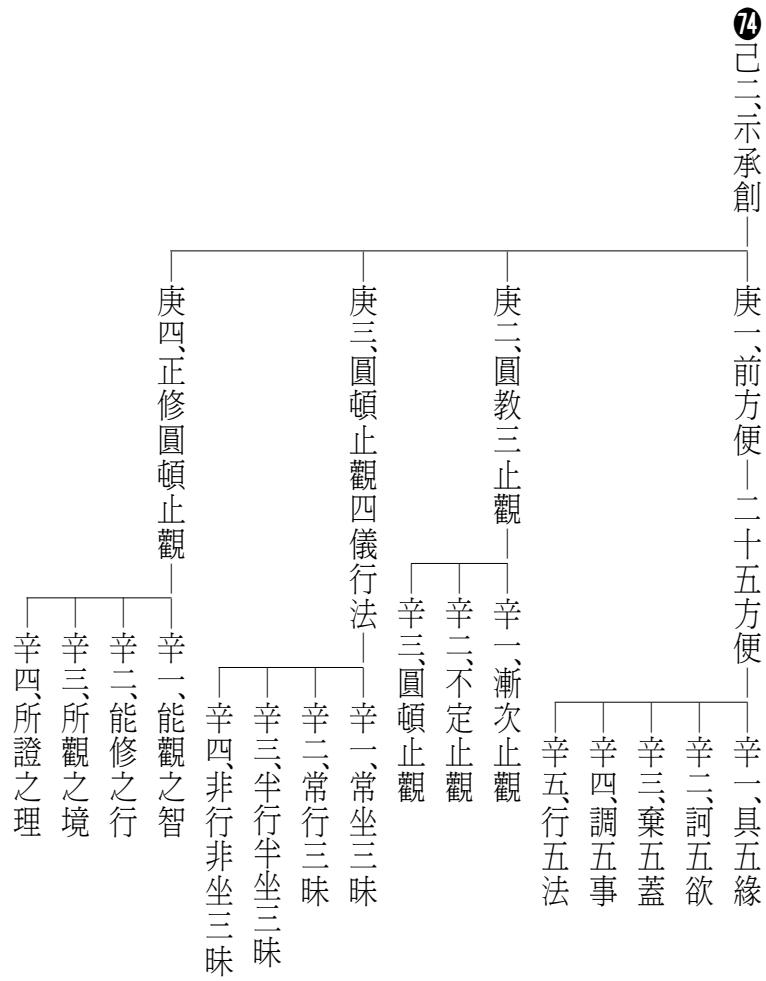 74己二、示承創
庚一、前方便－二十五方便
辛一、具五緣
辛二、訶五欲
辛三、棄五蓋
辛四、調五事
辛五、行五法
庚二、圓教三止觀
辛一、漸次止觀
辛二、不定止觀
辛三、圓頓止觀
庚三、圓頓止觀四儀行法
辛一、常坐三昧
辛二、常行三昧
辛三、半行半坐三昧
辛四、非行非坐三昧
庚四、正修圓頓止觀
辛一、能觀之智
辛二、能修之行
辛三、所觀之境
辛四、所證之理